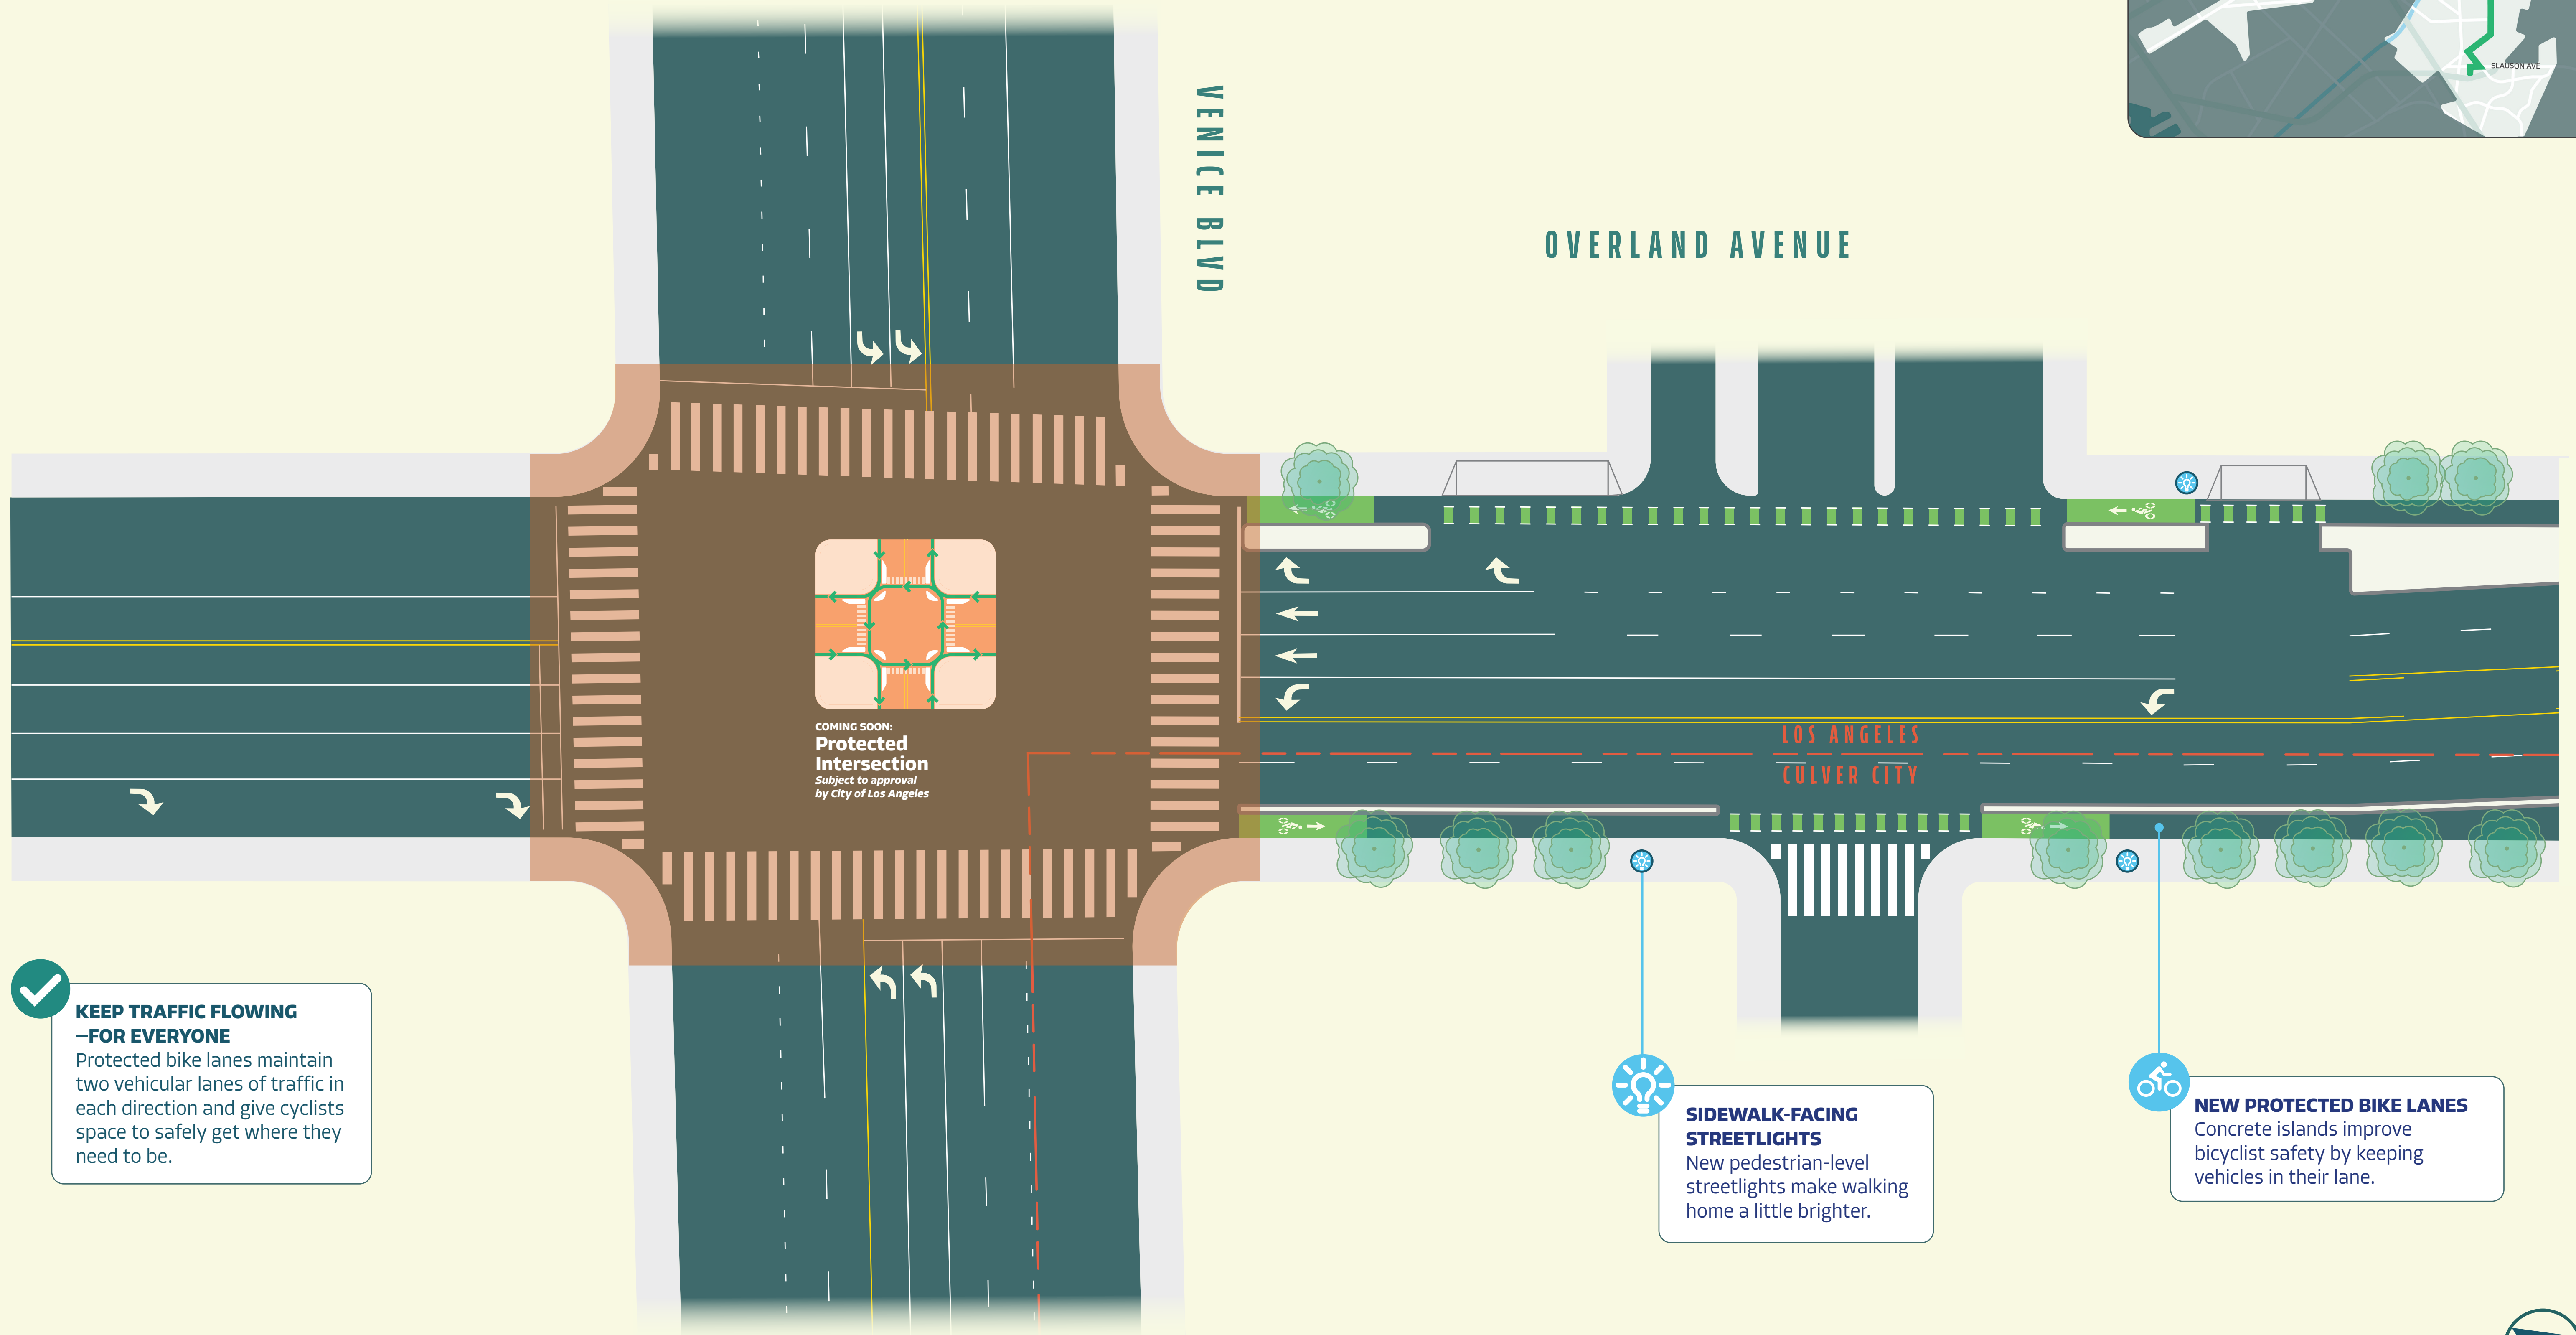 SLAUSON AVE
VENICE BLVD
OVERLAND AVENUE
COMING SOON:
Protected
Intersection
Subject to approval
by City of Los Angeles
LOS ANGELES
CULVER CITY
KEEP TRAFFIC FLOWING
—FOR EVERYONE
Protected bike lanes maintain
two vehicular lanes of traffic in
each direction and give cyclists
space to safely get where they
need to be.
SIDEWALK-FACING
STREETLIGHTS
New pedestrian-level
streetlights make walking
home a little brighter.
NEW PROTECTED BIKE LANES
Concrete islands improve
bicyclist safety by keeping
vehicles in their lane.